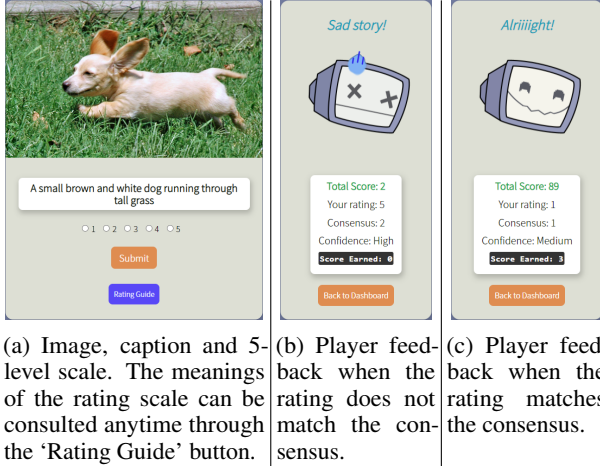 A small brown and white dog running through
tall grass
1 2 3 4 5
Submit
Rating Guide
(a) Image, caption and 5-
level scale. The meanings
of the rating scale can be
consulted anytime through
the ‘Rating Guide’ button.
Sad story!
Total Score: 2
Your rating: 5
Consensus: 2
Confidence: High
Score Earned: 0
Back to Dashboard
(b) Player feed-
back when the
rating does not
match the con-
sensus.
Alriiiight!
Total Score: 89
Your rating: 1
Consensus: 1
Confidence: Medium
Score Earned: 3
Back to Dashboard
(c) Player feed
back when the
rating matches
the consensus.